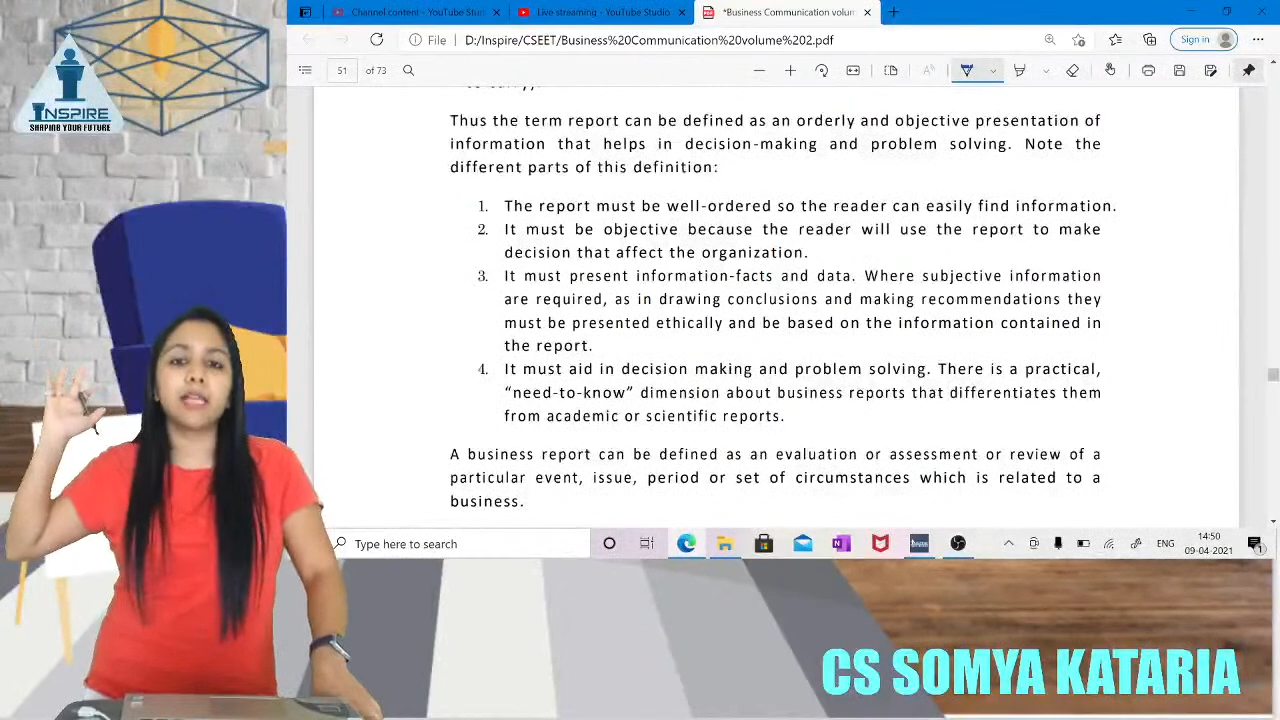 Channel content - YouTube Stud
Live streaming - YouTube Studio
*Business Communication volum
File D:/Inspire/CSEET/Business%20Communication%20volume%202.pdf
Sign in
51 of 73
INSPIRE
SHAPING YOUR FUTURE
Thus the term report can be defined as an orderly and objective presentation of
information that helps in decision-making and problem solving. Note the
different parts of this definition:
1. The report must be well-ordered so the reader can easily find information.
2. It must be objective because the reader will use the report to make
decision that affect the organization.
3. It must present information-facts and data. Where subjective information
are required, as in drawing conclusions and making recommendations they
must be presented ethically and be based on the information contained in
the report.
4. It must aid in decision making and problem solving. There is a practical,
“need-to-know” dimension about business reports that differentiates them
from academic or scientific reports.
A business report can be defined as an evaluation or assessment or review of a
particular event, issue, period or set of circumstances which is related to a
business.
Type here to search
ENG
14:50
09-04-2021
CS SOMYA KATARIA